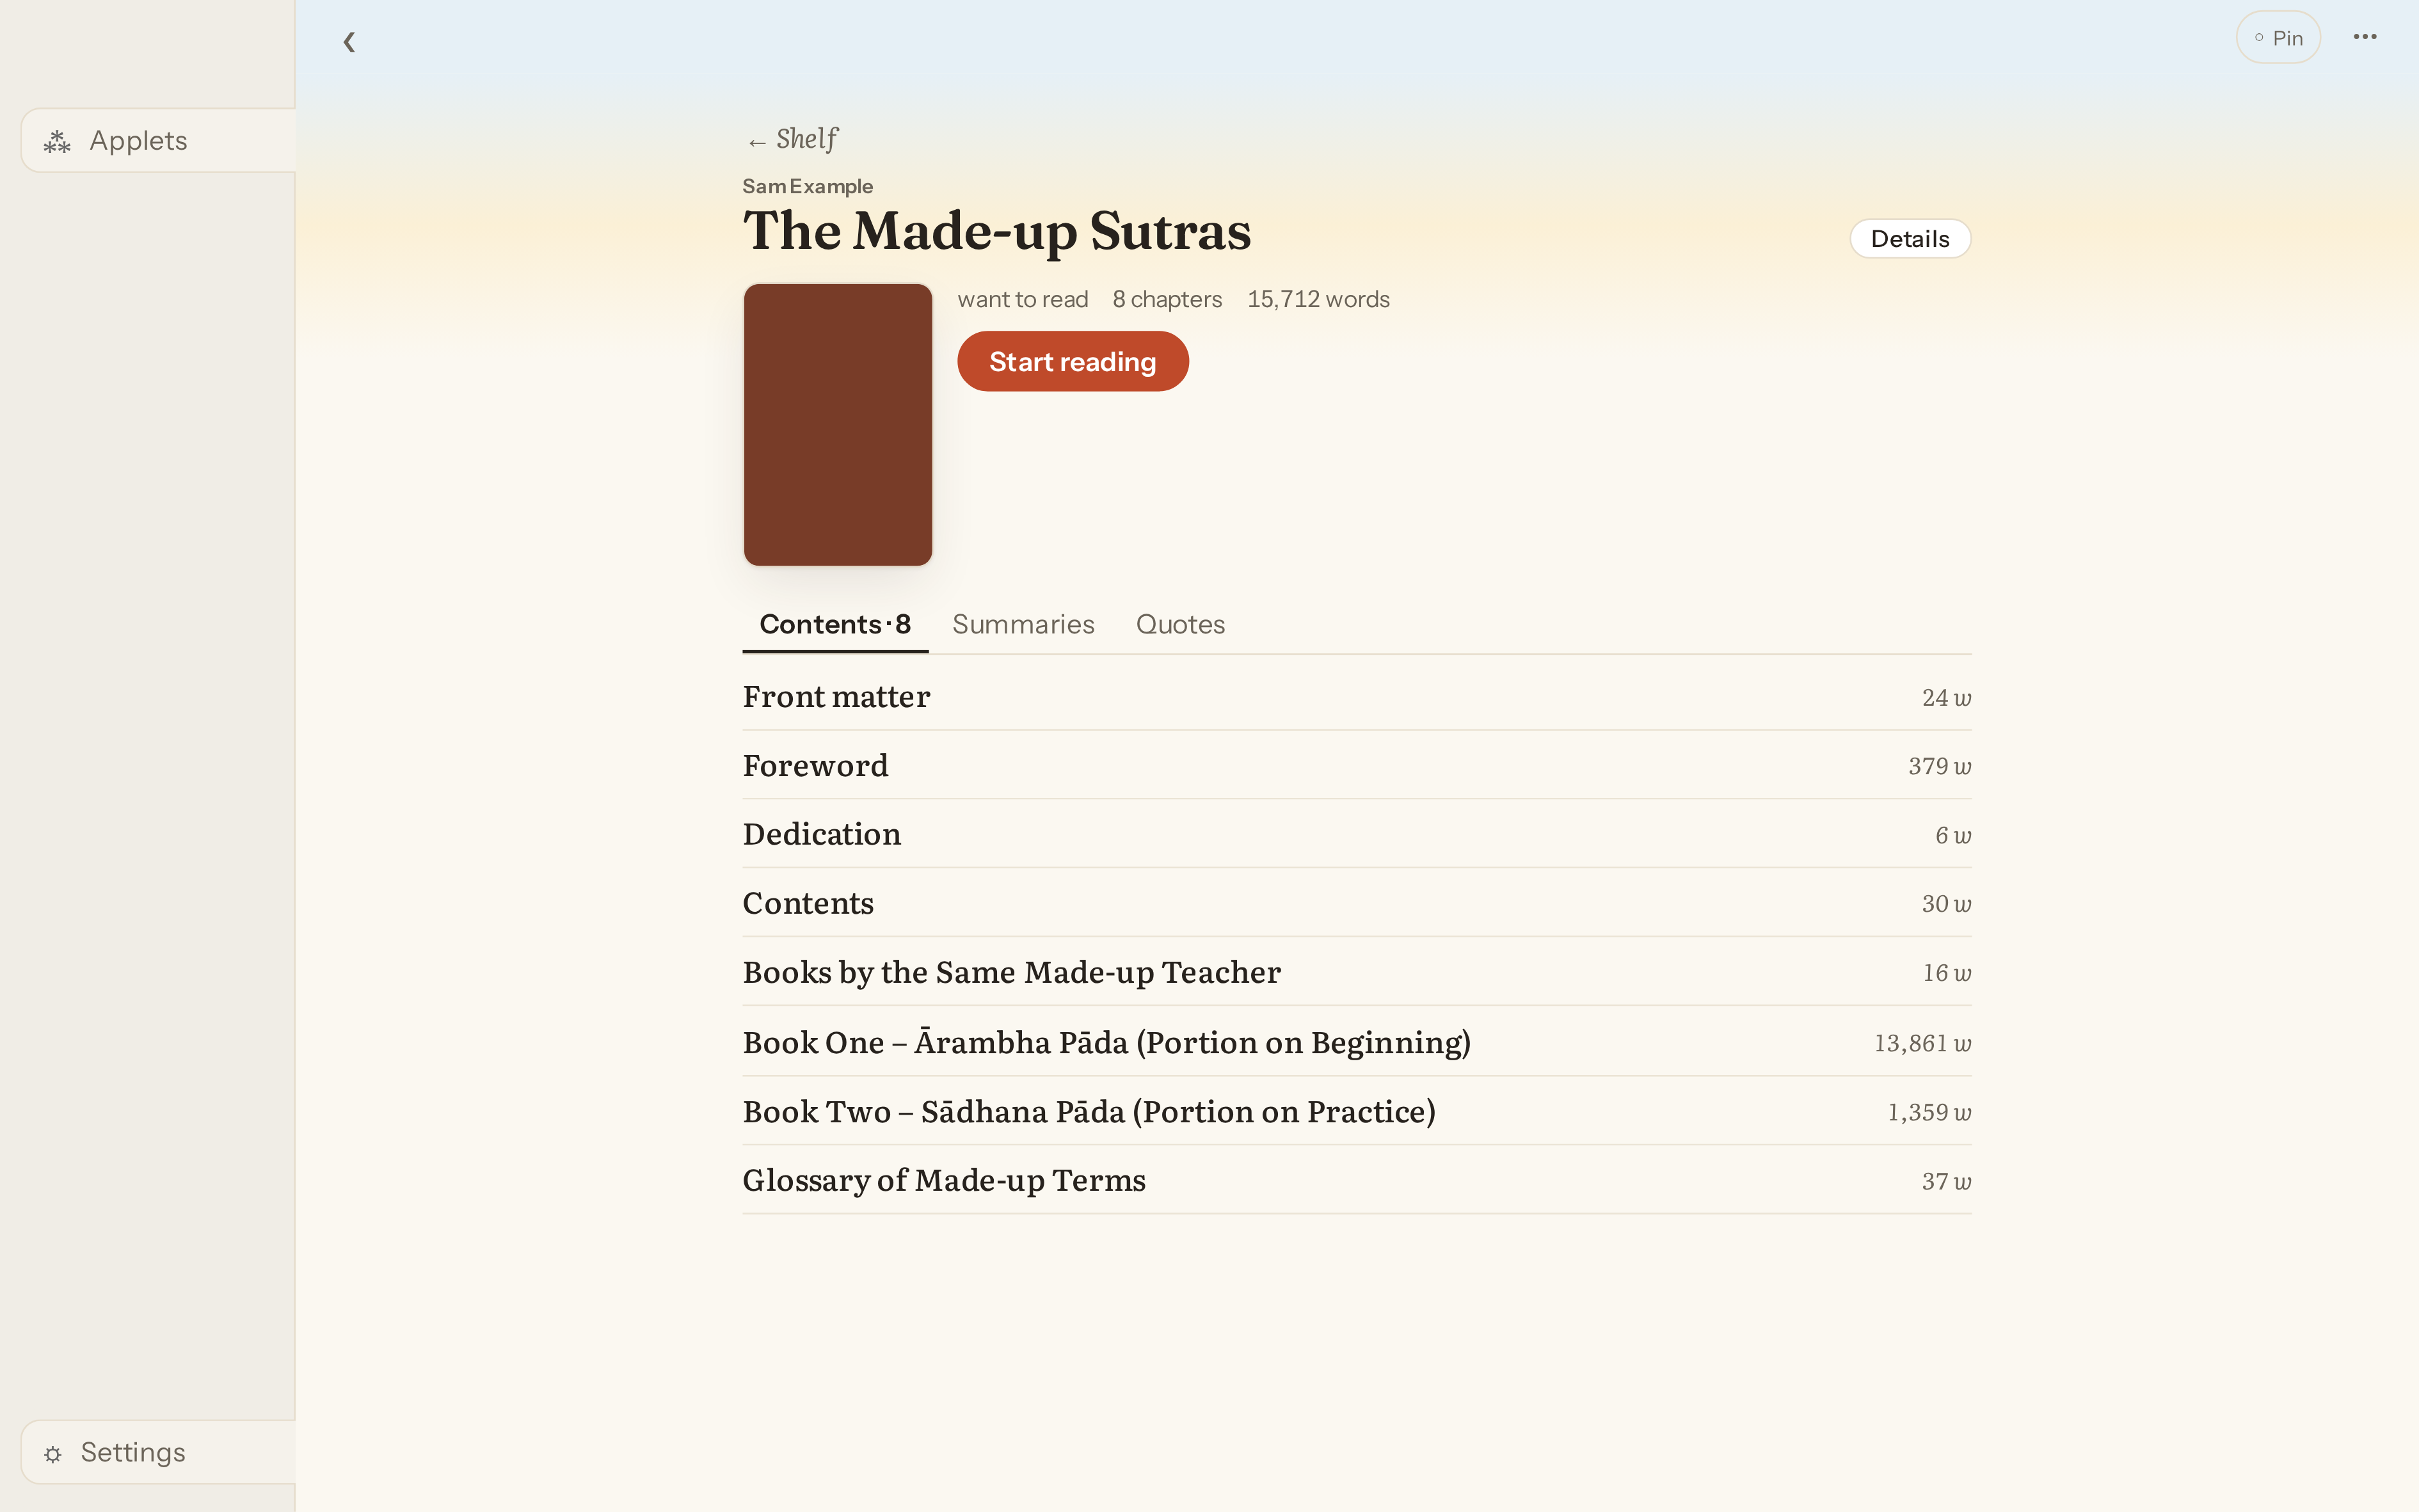 Pin
Applets
← Shelf
Sam Example
The Made-up Sutras
Details
want to read 8 chapters 15,712 words
Start reading
Contents · 8 Summaries Quotes
Front matter 24 w
Foreword 379 w
Dedication 6 w
Contents 30 w
Books by the Same Made-up Teacher 16 w
Book One – Ārambha Pāda (Portion on Beginning) 13,861 w
Book Two – Sādhana Pāda (Portion on Practice) 1,359 w
Glossary of Made-up Terms 37 w
Settings